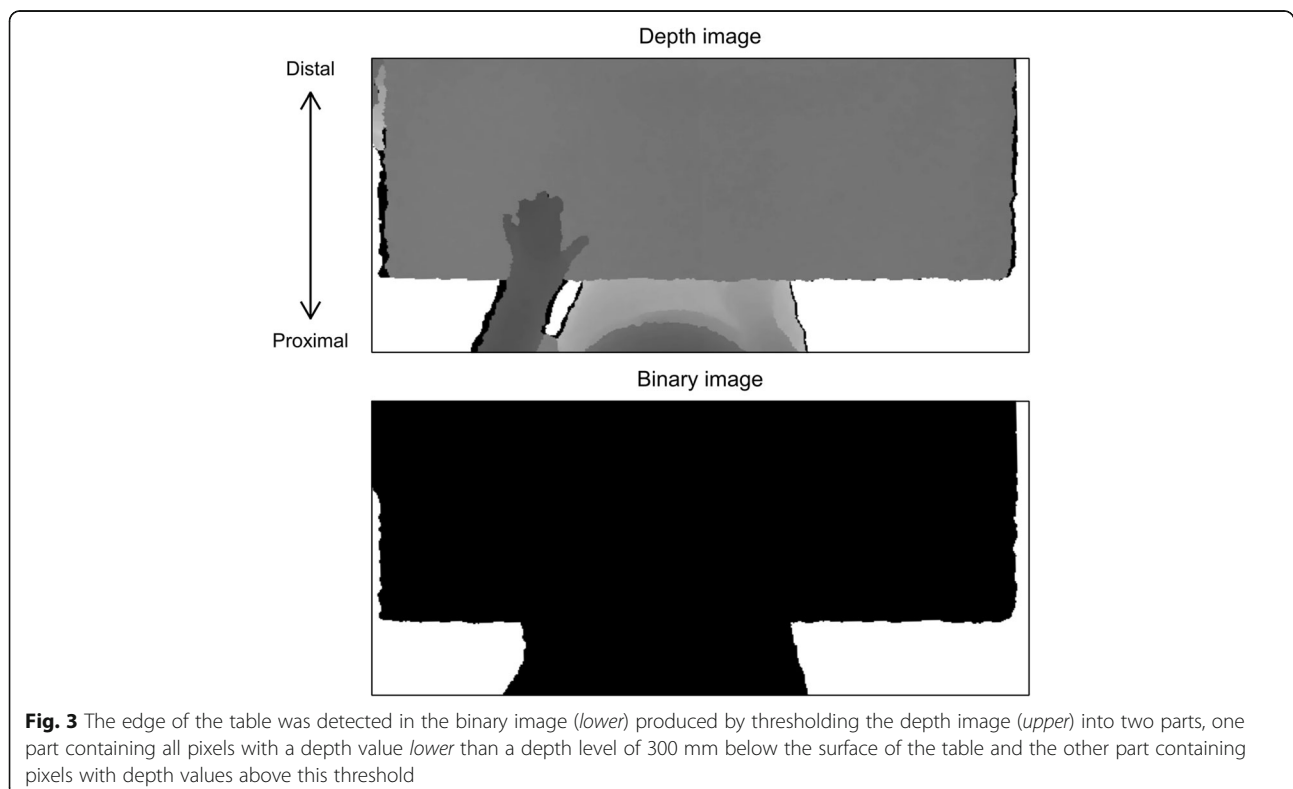 Depth image
Distal
Proximal
Binary image
Fig. 3 The edge of the table was detected in the binary image (lower) produced by thresholding the depth image (upper) into two parts, one
part containing all pixels with a depth value lower than a depth level of 300 mm below the surface of the table and the other part containing
pixels with depth values above this threshold